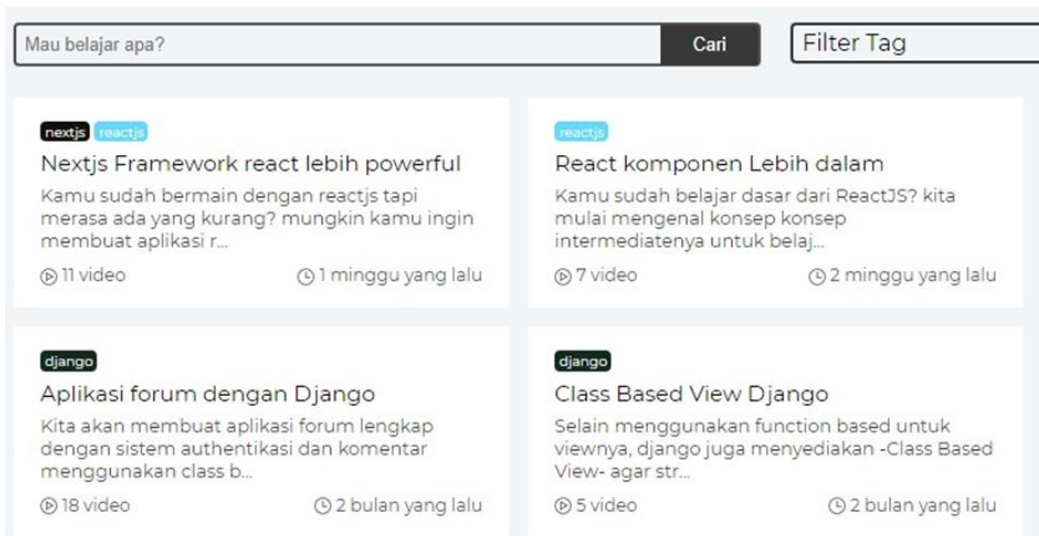 Mau belajar apa?
Cari
Filter Tag
nextjs reactjs
Nextjs Framework react lebih powerful
Kamu sudah bermain dengan reactjs tapi
merasa ada yang kurang? mungkin kamu ingin
membuat aplikasi r...
11 video
1 minggu yang lalu
reactjs
React komponen Lebih dalam
Kamu sudah belajar dasar dari ReactJS? kita
mulai mengenal konsep konsep
intermediatenya untuk belaj...
7 video
2 minggu yang lalu
django
Aplikasi forum dengan Django
Kita akan membuat aplikasi forum lengkap
dengan sistem authentikasi dan komentar
menggunakan class b...
18 video
2 bulan yang lalu
django
Class Based View Django
Selain menggunakan function based untuk
viewnya, django juga menyediakan -Class Based
View- agar str...
5 video
2 bulan yang lalu